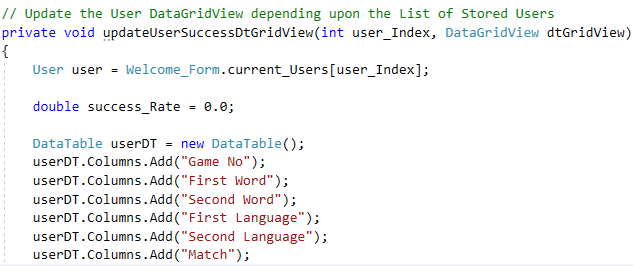 // Update the User DataGridView depending upon the List of Stored Users
private void updateUserSuccessDtGridView(int user_Index, DataGridView dtGridView)
{
User user = Welcome_Form.current_Users[user_Index];
double success_Rate = 0.0;
DataTable userDT = new DataTable();
userDT.Columns.Add("Game No");
userDT.Columns.Add("First Word");
userDT.Columns.Add("Second Word");
userDT.Columns.Add("First Language");
userDT.Columns.Add("Second Language");
userDT.Columns.Add("Match");